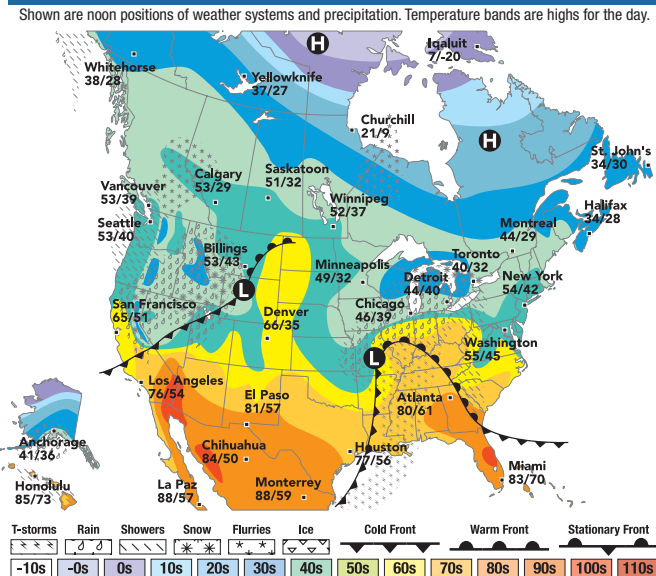 Shown are noon positions of weather systems and precipitation. Temperature bands are highs for the day.
H
Iqaluit
7/-20
Whitehorse
38/28
Yellowknife
37/27
Churchill
21/9
H
St. John's
34/30
Calgary
53/29
Saskatoon
51/32
Vancouver
53/39
Winnipeg
52/37
Halifax
34/28
Seattle
53/40
Montreal
44/29
Billings
53/43
Minneapolis
49/32
Toronto
40/32
Detroit
44/40
New York
54/42
L
San Francisco
65/51
Denver
66/35
Chicago
46/39
Washington
55/45
L
Los Angeles
76/54
El Paso
81/57
Atlanta
80/61
Anchorage
41/36
Chihuahua
84/50
Houston
77/56
Honolulu
85/73
La Paz
88/57
Monterrey
88/59
Miami
83/70
T-storms Rain Showers Snow Flurries Ice Cold Front Warm Front Stationary Front
-10s -0s 0s 10s 20s 30s 40s 50s 60s 70s 80s 90s 100s 110s